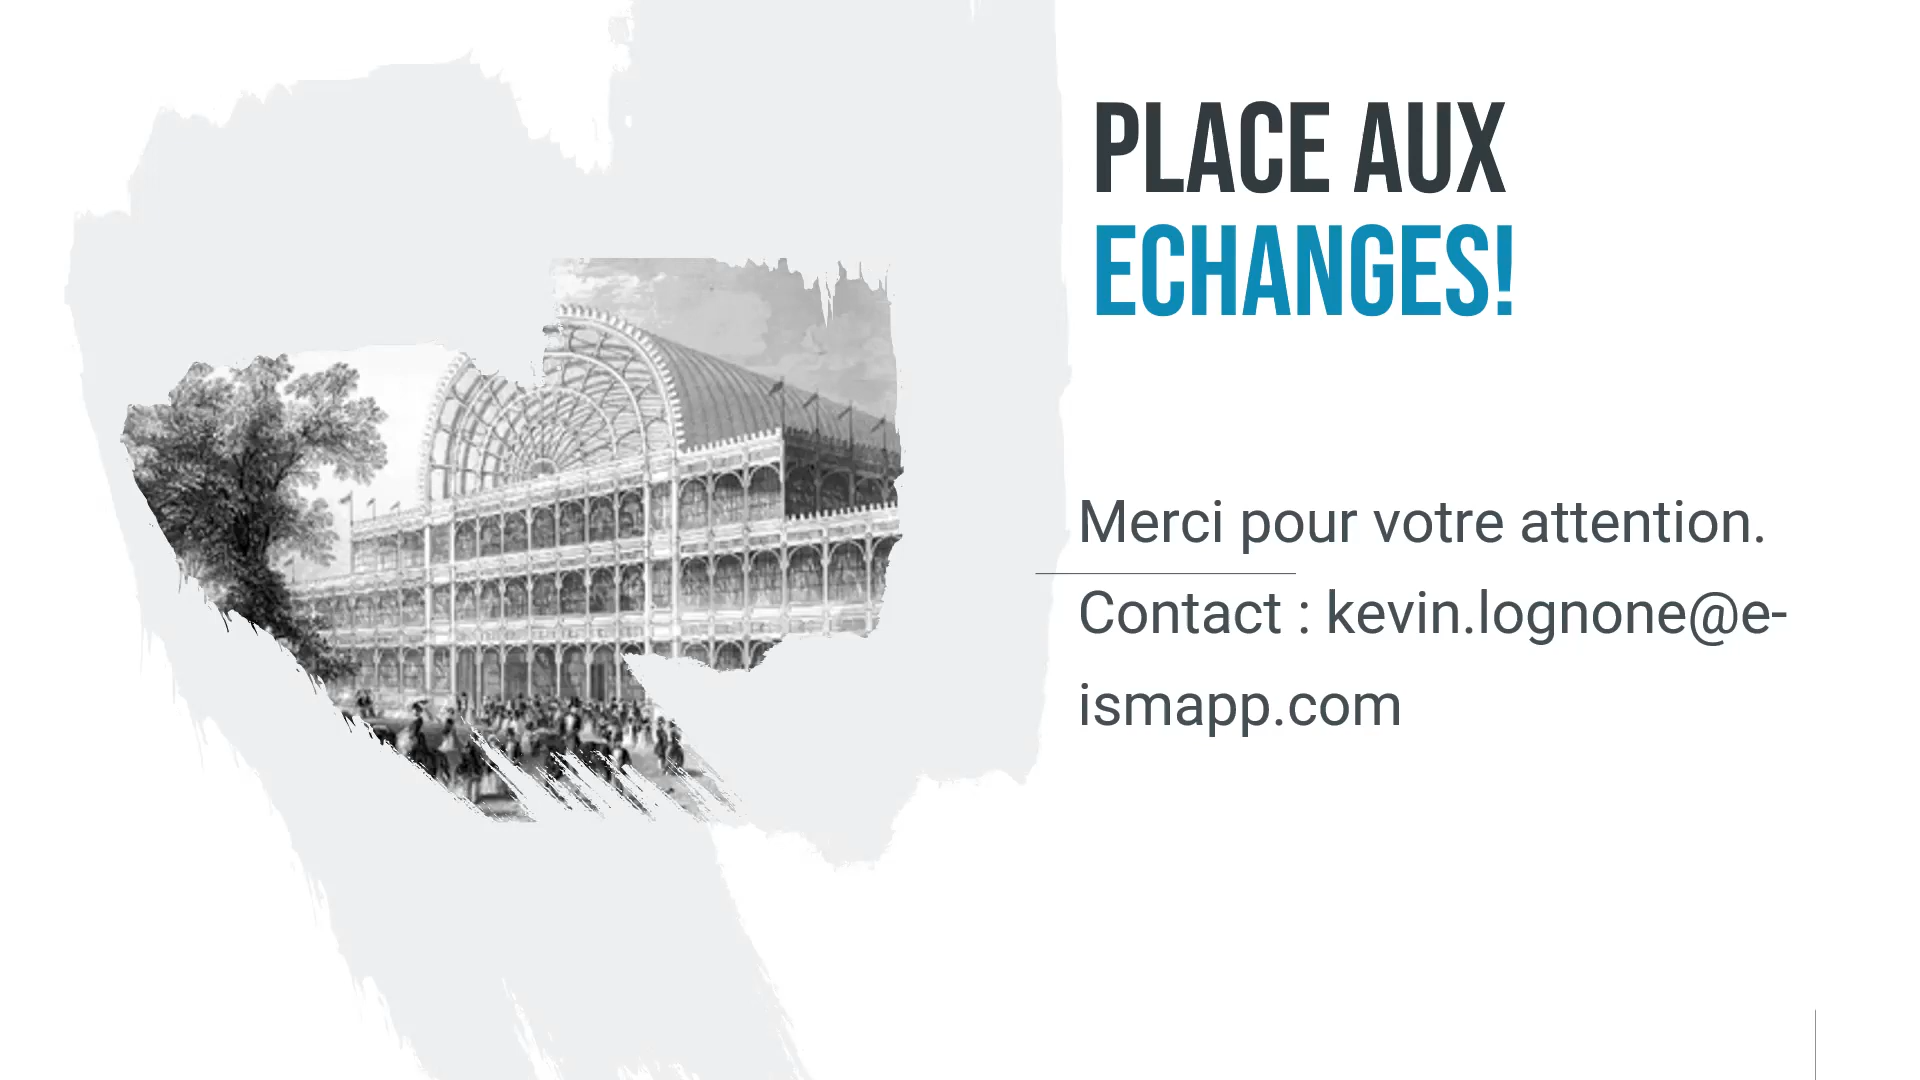 PLACE AUX
ECHANGES!
Merci pour votre attention.
Contact : kevin.lognone@e-
ismapp.com